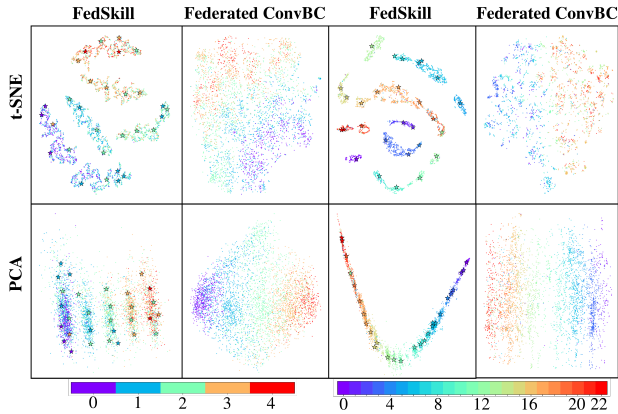 FedSkill Federated ConvBC FedSkill Federated ConvBC
t-SNE
PCA
0 1 2 3 4 0 4 8 12 16 20 22